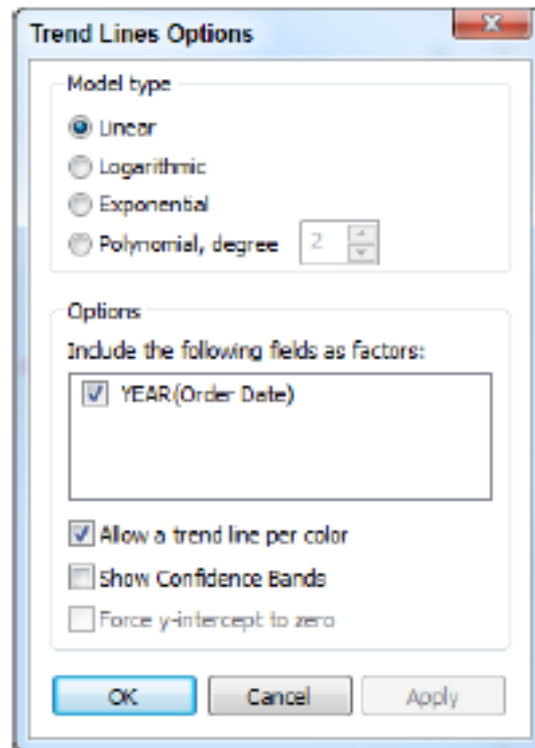 Trend Lines Options
Model type
Linear
Logarithmic
Exponential
Polynomial, degree 2
Options
Include the following fields as factors:
YEAR(Order Date)
Allow a trend line per color
Show Confidence Bands
Force y-intercept to zero
OK Cancel Apply